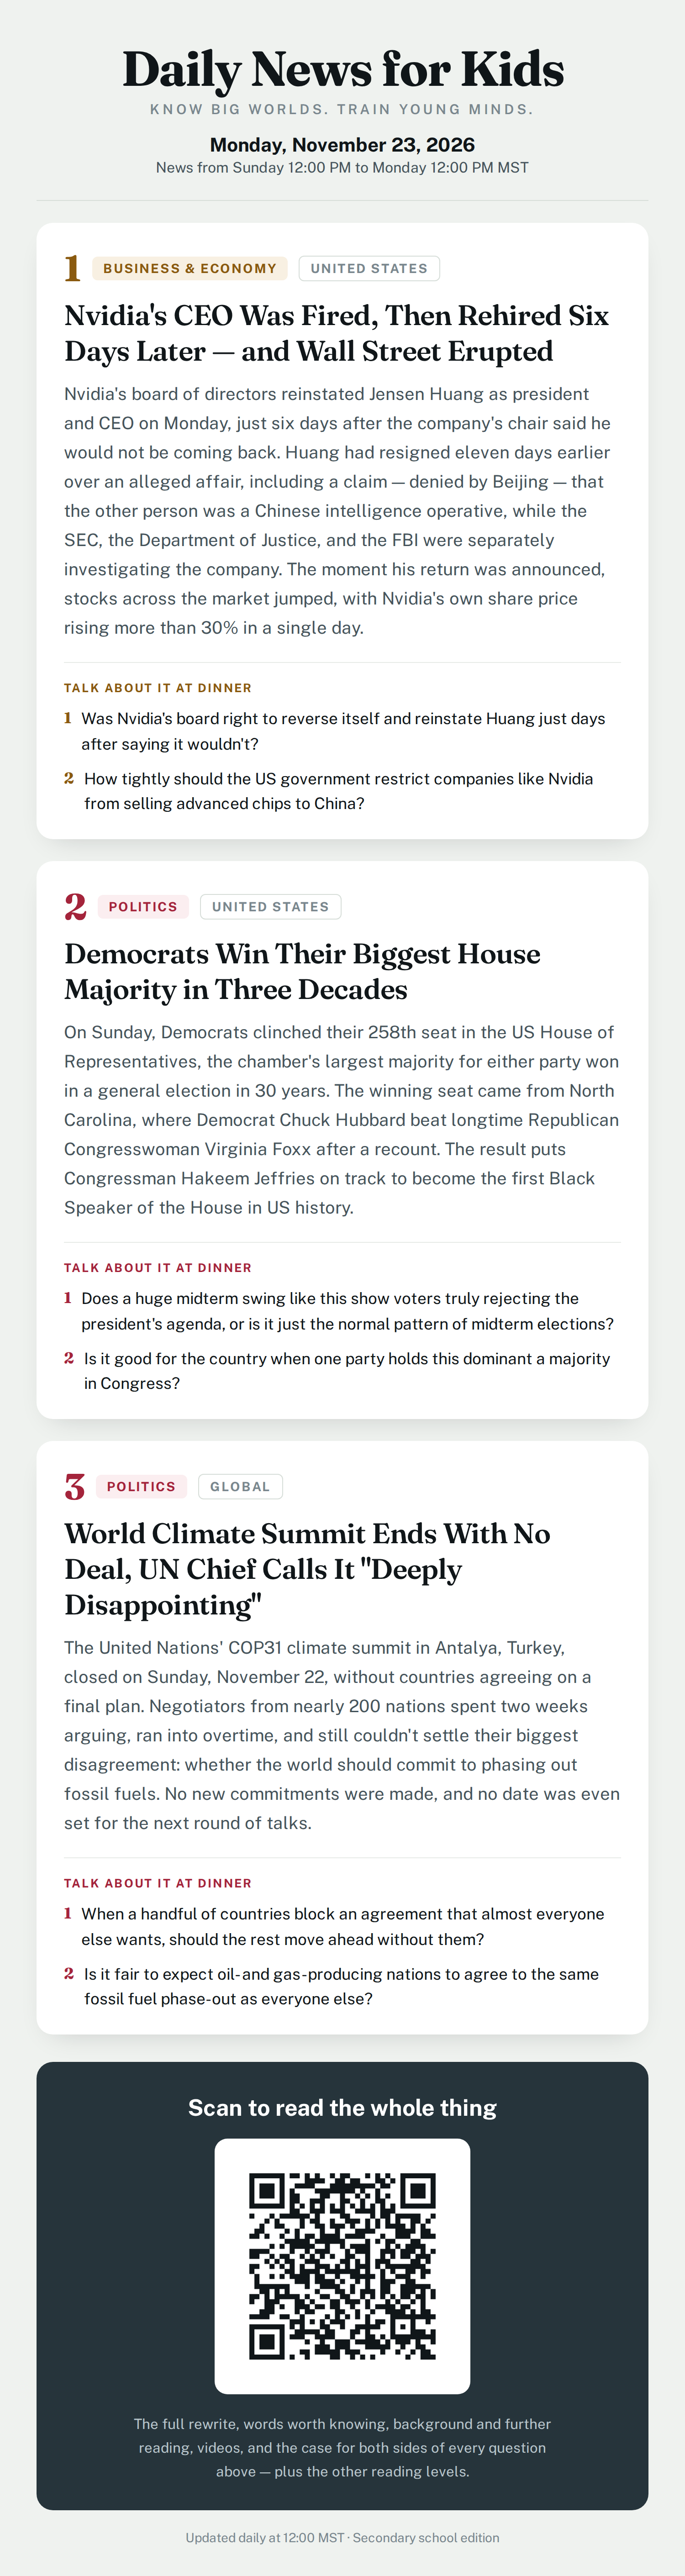 Daily News for Kids
KNOW BIG WORLDS. TRAIN YOUNG MINDS.
Monday, November 23, 2026
News from Sunday 12:00 PM to Monday 12:00 PM MST
1 BUSINESS & ECONOMY UNITED STATES
Nvidia's CEO Was Fired, Then Rehired Six
Days Later — and Wall Street Erupted
Nvidia's board of directors reinstated Jensen Huang as president
and CEO on Monday, just six days after the company's chair said he
would not be coming back. Huang had resigned eleven days earlier
over an alleged affair, including a claim — denied by Beijing — that
the other person was a Chinese intelligence operative, while the
SEC, the Department of Justice, and the FBI were separately
investigating the company. The moment his return was announced,
stocks across the market jumped, with Nvidia's own share price
rising more than 30% in a single day.
TALK ABOUT IT AT DINNER
1 Was Nvidia's board right to reverse itself and reinstate Huang just days
after saying it wouldn't?
2 How tightly should the US government restrict companies like Nvidia
from selling advanced chips to China?
2 POLITICS UNITED STATES
Democrats Win Their Biggest House
Majority in Three Decades
On Sunday, Democrats clinched their 258th seat in the US House of
Representatives, the chamber's largest majority for either party won
in a general election in 30 years. The winning seat came from North
Carolina, where Democrat Chuck Hubbard beat longtime Republican
Congresswoman Virginia Foxx after a recount. The result puts
Congressman Hakeem Jeffries on track to become the first Black
Speaker of the House in US history.
TALK ABOUT IT AT DINNER
1 Does a huge midterm swing like this show voters truly rejecting the
president's agenda, or is it just the normal pattern of midterm elections?
2 Is it good for the country when one party holds this dominant a majority
in Congress?
3 POLITICS GLOBAL
World Climate Summit Ends With No
Deal, UN Chief Calls It "Deeply
Disappointing"
The United Nations' COP31 climate summit in Antalya, Turkey,
closed on Sunday, November 22, without countries agreeing on a
final plan. Negotiators from nearly 200 nations spent two weeks
arguing, ran into overtime, and still couldn't settle their biggest
disagreement: whether the world should commit to phasing out
fossil fuels. No new commitments were made, and no date was even
set for the next round of talks.
TALK ABOUT IT AT DINNER
1 When a handful of countries block an agreement that almost everyone
else wants, should the rest move ahead without them?
2 Is it fair to expect oil- and gas-producing nations to agree to the same
fossil fuel phase-out as everyone else?
Scan to read the whole thing
The full rewrite, words worth knowing, background and further
reading, videos, and the case for both sides of every question
above — plus the other reading levels.
Updated daily at 12:00 MST · Secondary school edition